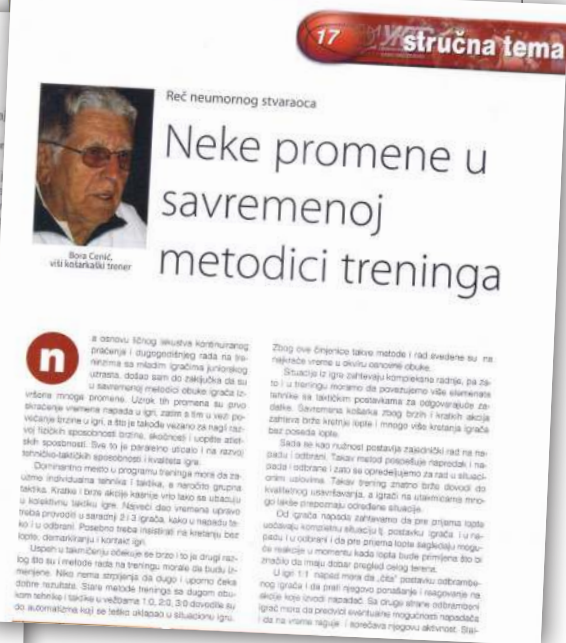 17
stručna tema
Reč neumornog stvaraoca
Neke promene u
savremenoj
metodici treninga
Bora Cenić,
viši košarkaški trener
n
a osnovu ličnog iskustva kontinuiranog
praćenja i dugogodišnjeg rada na tre-
ninzima sa mladim igračima juniorskog
uzrasta, došao sam do zaključka da su
u savremenoj metodici obuke igrača iz-
vršene mnoga promene. Uzrok tih promena su prvo
skraćenje vremena napada u igri, zatim s tim u vezi po-
većanje brzine u igri, a što je takođe vezano za nagli raz-
voj fizičkih sposobnosti brzine, skočnosti i uopšte atlet-
skih sposbnosti. Sve to je paralelno uticalo i na razvoj
tehničko-taktičkih sposobnosti i kvaliteta igre.
Dominantno mesto u programu treninga mora da za-
uzme individualna tehnika i taktika, a naročito grupna
taktika. Kratke i brze akcije kasnije vrlo lako se ubacuju
u kolektivnu taktiku igre. Najveći deo vremena upravo
treba provoditi u saradnji 2 i 3 igrača, kako u napadu ta-
ko i u odbrani. Posebno treba insistirati na kretanju bez
lopte, demarkiranju i kontact igri.
Uspeh u takmičenju očekuje se brzo i to je drugi raz-
log što su i metode rada na treningu morale da budu iz-
menjene. Niko nema strpljenja da dugo i uporno čeka
dobre rezultate. Stare metode treninga sa dugom obu-
kom tehnike i taktike u vežbama 1:0, 2:0, 3:0 dovodile su
do automatizma koji se teško uklapao u situacionu igru.
Zbog ove činjenice takve metode i rad svedene su na
najkraće vreme u okviru osnovne obuke.
Situacije iz igre zahtevaju kompleksne radnje, pa za-
to i u treningu moramo da povezujemo više elemenata
tehnike sa taktičkim postavkama za odgovarajuće za-
datke. Savremena košarka zbog brzih i kratkih akcija
zahteva brže kretnje lopte i mnogo više kretanja igrača
bez poseda lopte.
Sada se kao nužnost postavlja zajednički rad na na-
padu i odbrani. Takav metod pospešuje napredak i na-
pada i odbrane i zato se opredeljujemo za rad u situaci-
onim uslovima. Takav trening znatno brže dovodi do
kvalitetnog usavršavanja, a igrači na utakmicama mno-
go lakše prepoznaju određene situacije.
Od igrača napada zahtevamo da pre prijema lopte
uočavaju kompletnu situaciju tj. postavku igrača i u na-
padu i u odbrani i da pre prijema lopte sagledaju mogu-
će reakcije u momentu kada lopta bude primljena što bi
značilo da imaju dobar pregled celog terena.
U igri 1:1 napad mora da „čita“ postavku odbrambe-
nog igrača i da prati njegovo ponašanje i reagovanje na
akcije koje izvodi napadač. Sa druge strane odbrambeni
igrač mora da predvidi eventualne mogućnosti napadača
i da na vreme reaguje i sprečava njegovu aktivnost.